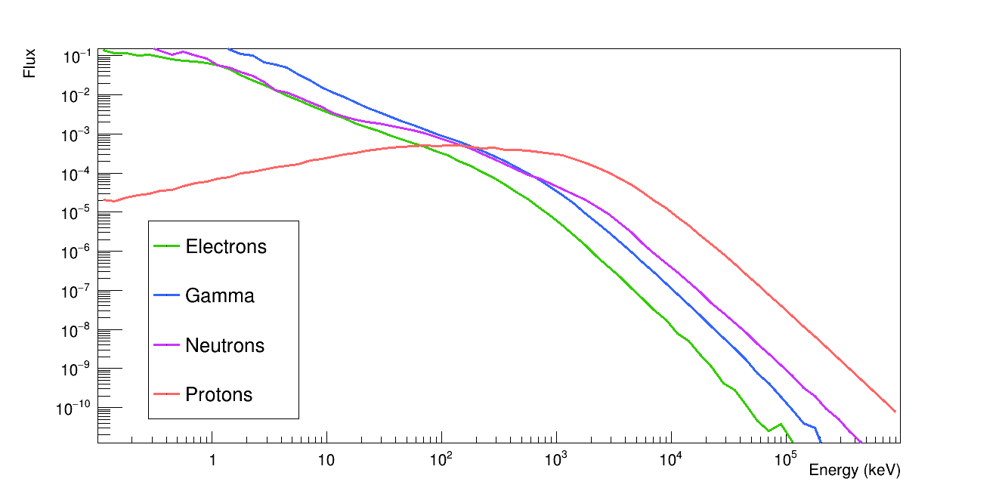 Flux
10⁻¹
10⁻²
10⁻³
10⁻⁴
10⁻⁵
10⁻⁶
10⁻⁷
10⁻⁸
10⁻⁹
10⁻¹⁰
Electrons
Gamma
Neutrons
Protons
1 10 10² 10³ 10⁴ 10⁵
Energy (keV)